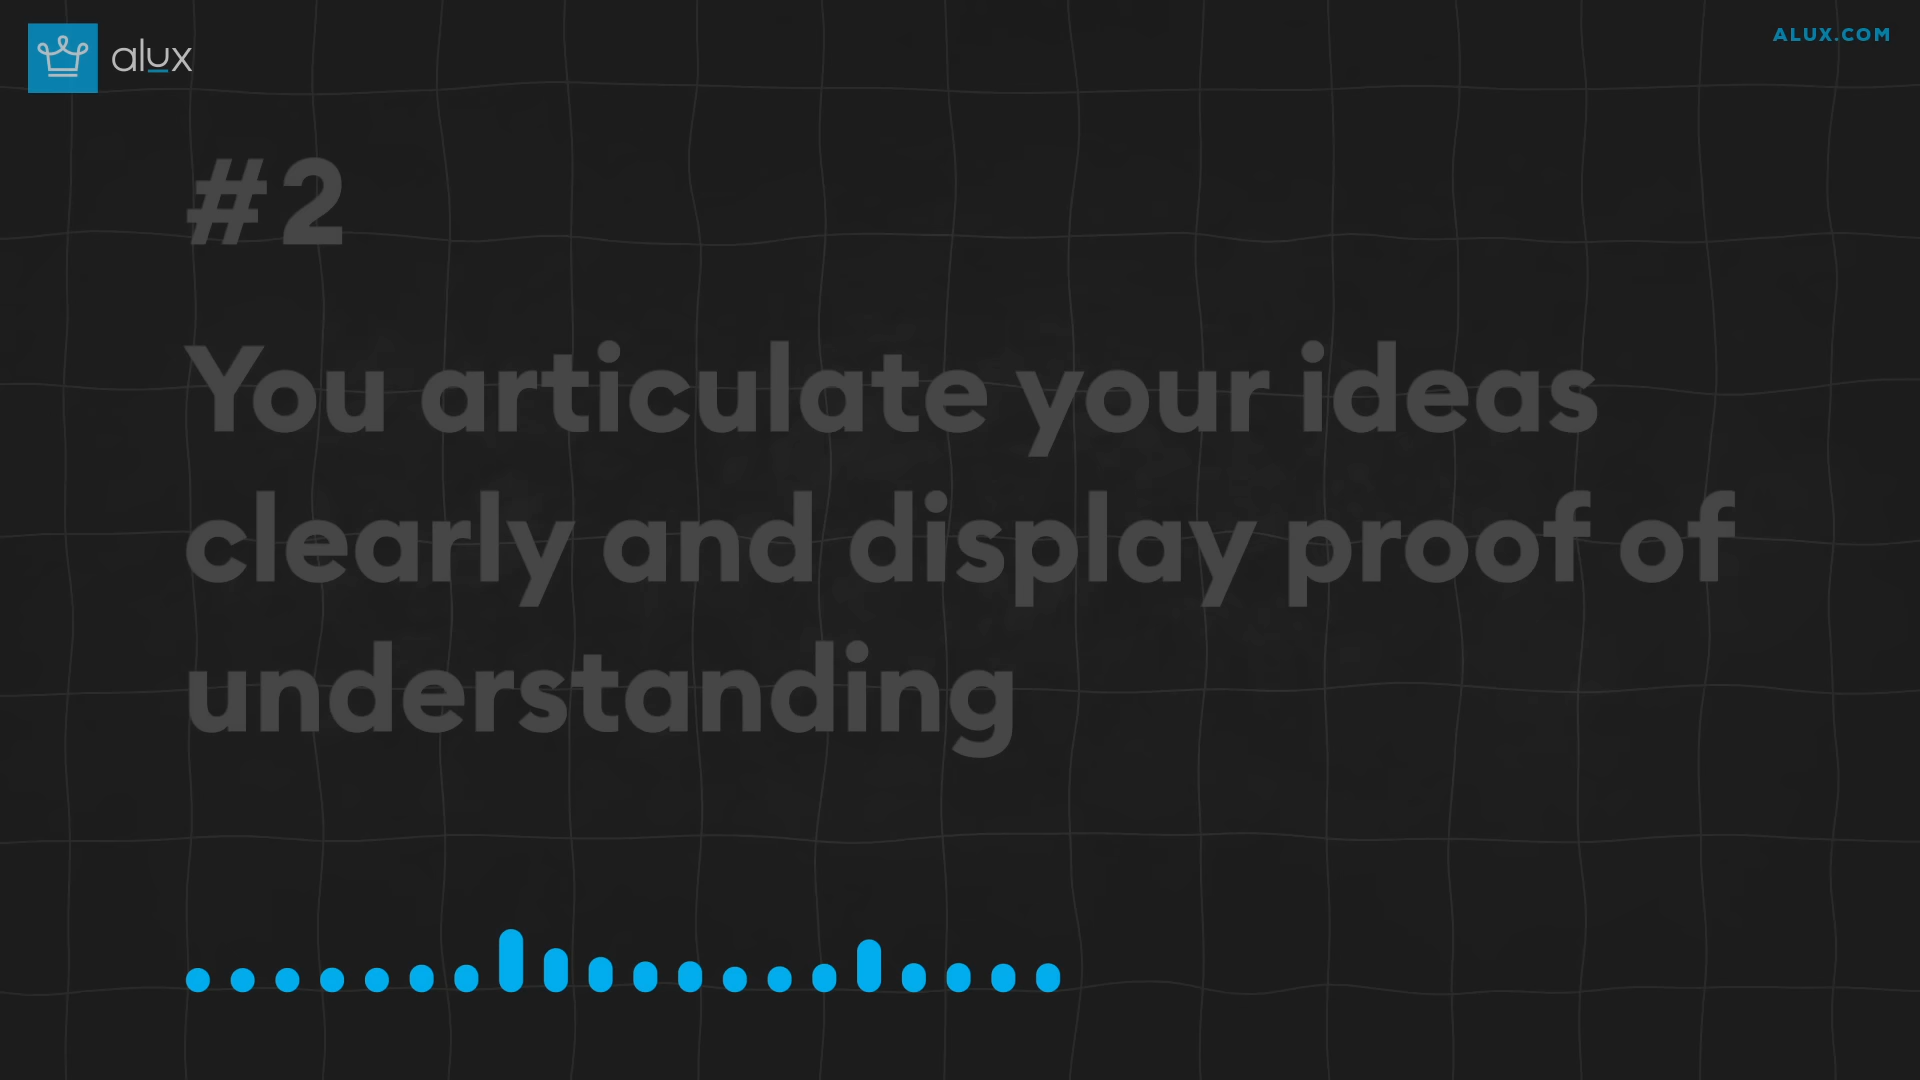 alux
ALUX.COM
#2
You articulate your ideas
clearly and display proof of
understanding